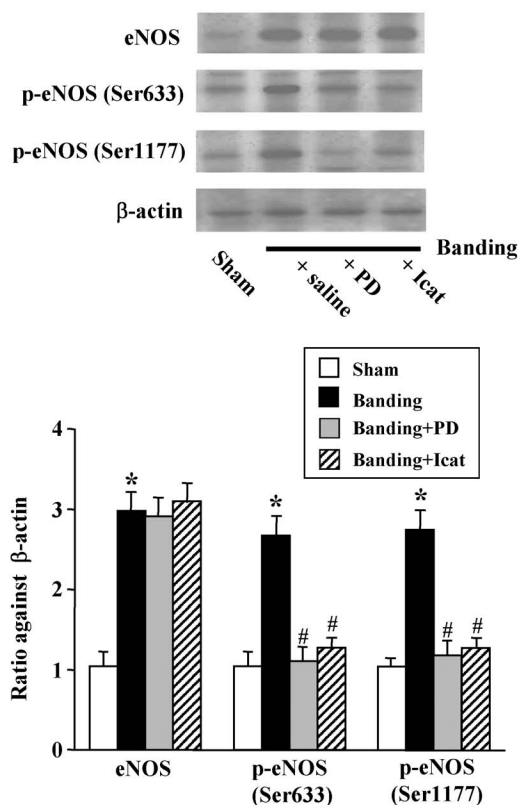 eNOS
p-eNOS (Ser633)
p-eNOS (Ser1177)
β-actin
Banding
Sham
+ saline
+ PD
+ Icat
Sham
Banding
Banding+PD
Banding+Icat
Ratio against β-actin
4
3
2
1
0
*
*
*
# #
# #
eNOS
p-eNOS
(Ser633)
p-eNOS
(Ser1177)